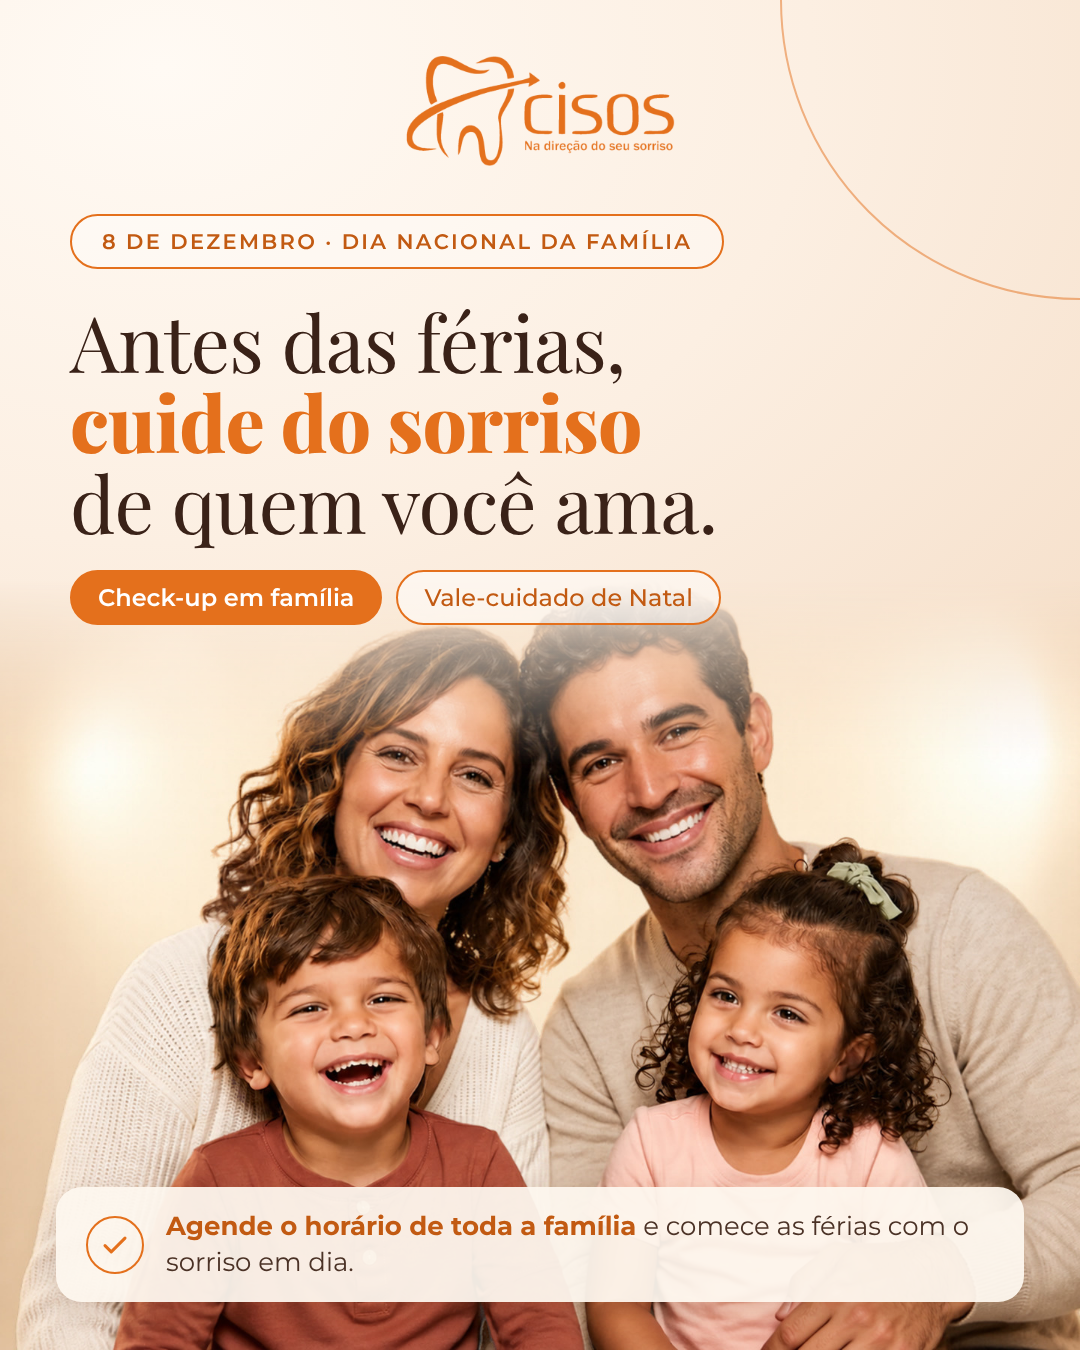 cisos
Na direção do seu sorriso
8 DE DEZEMBRO · DIA NACIONAL DA FAMÍLIA
Antes das férias,
cuide do sorriso
de quem você ama.
Check-up em família
Vale-cuidado de Natal
Agende o horário de toda a família e comece as férias com o
sorriso em dia.